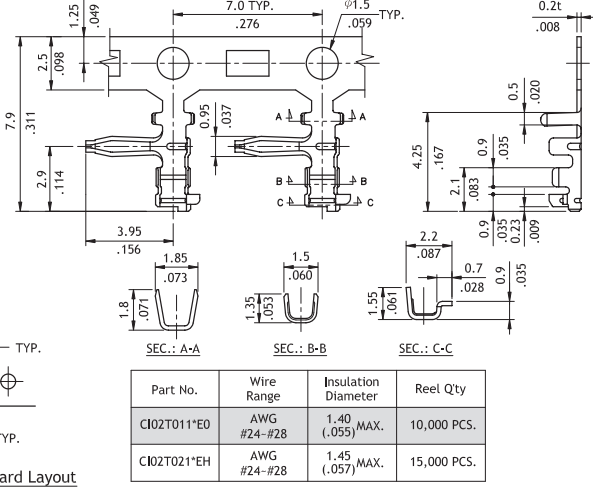 7.0 TYP.
.276
φ1.5
.059
TYP.
0.2t
.008
1.25
.049
2.5
.098
7.9
.311
2.9
.114
0.95
.037
A A
B B
C C
3.95
.156
0.5
.020
4.25
.167
0.9
.035
2.1
.083
0.9
.035
0.23
.009
1.85
.073
1.8
.071
SEC.: A-A
1.5
.060
1.35
.053
SEC.: B-B
2.2
.087
0.7
.028
0.9
.035
1.55
.061
SEC.: C-C
TYP.
TYP.
ard Layout
Part No. Wire Range Insulation Diameter Reel Q'ty
CI02T011*E0 AWG #24~#28 1.40 (.055) MAX. 10,000 PCS.
CI02T021*EH AWG #24~#28 1.45 (.057) MAX. 15,000 PCS.